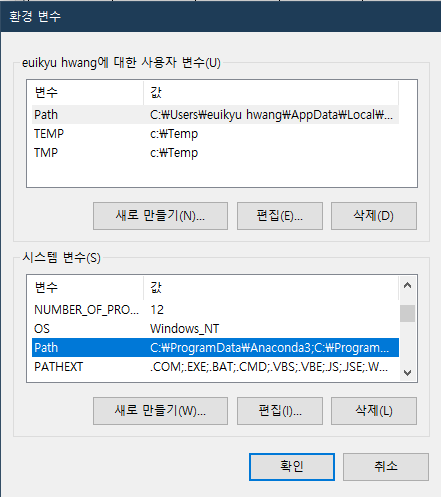 환경 변수
euikyu hwang에 대한 사용자 변수(U)
변수 값
Path C:₩Users₩euikyu hwang₩AppData₩Local₩...
TEMP c:₩Temp
TMP c:₩Temp
새로 만들기(N)... 편집(E)... 삭제(D)
시스템 변수(S)
변수 값
NUMBER_OF_PRO... 12
OS Windows_NT
Path C:₩ProgramData₩Anaconda3;C:₩Program...
PATHEXT .COM;.EXE;.BAT;.CMD;.VBS;.VBE;.JS;.JSE;.W...
새로 만들기(W)... 편집(I)... 삭제(L)
확인 취소